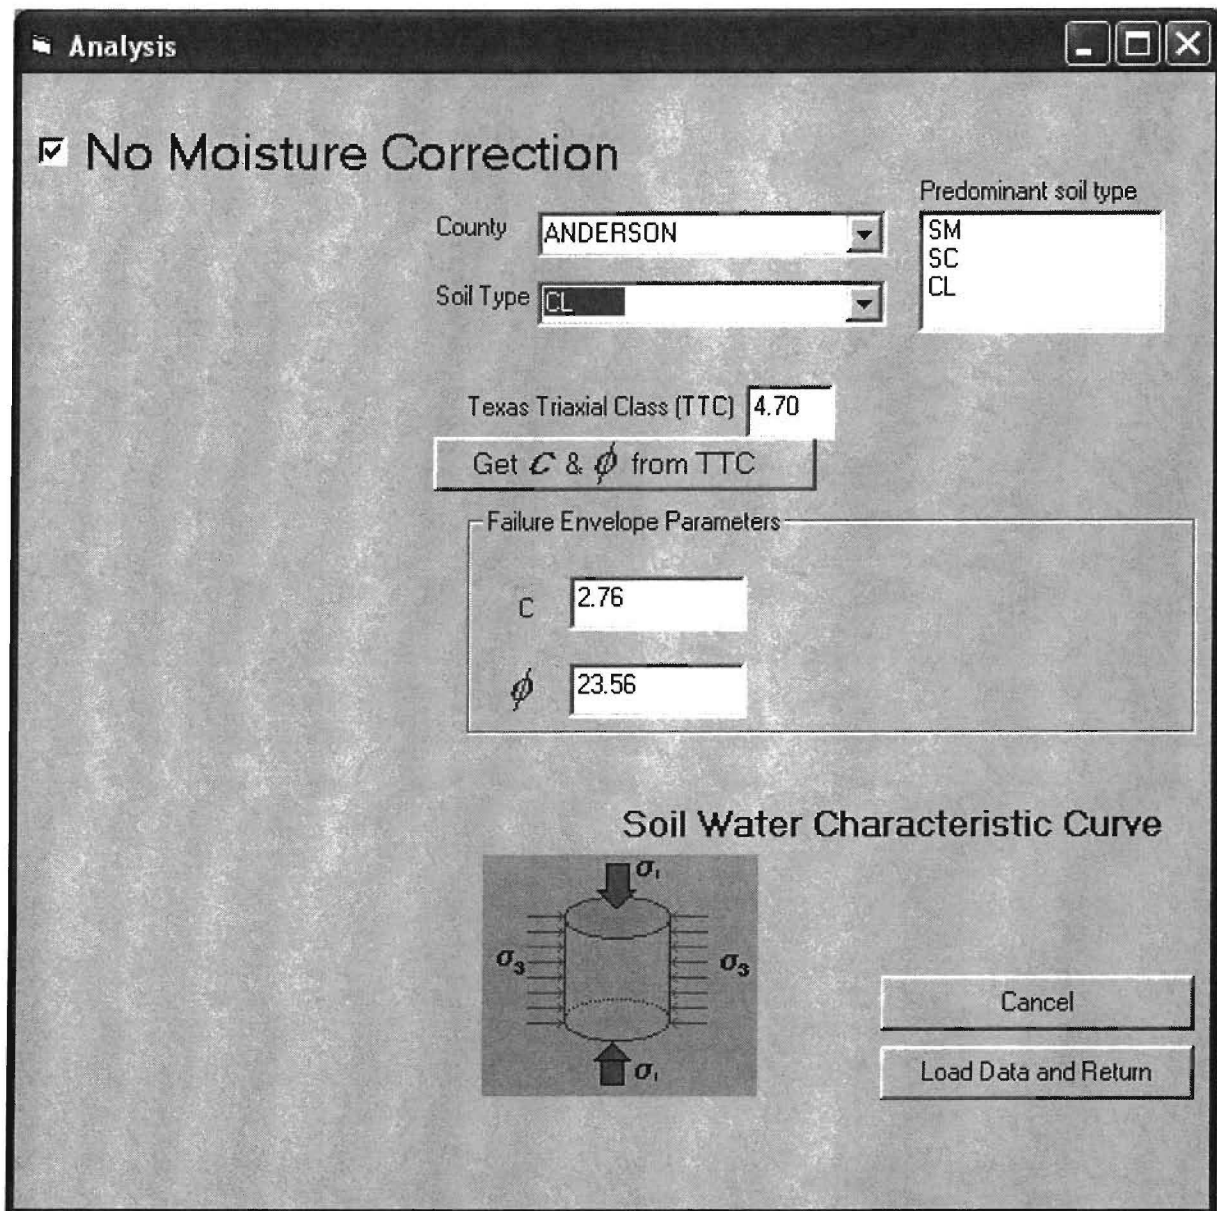 Analysis
No Moisture Correction
Predominant soil type
County ANDERSON
SM
SC
CL
Soil Type CL
Texas Triaxial Class (TTC) 4.70
Get C & ϕ from TTC
Failure Envelope Parameters
C 2.76
ϕ 23.56
Soil Water Characteristic Curve
σ₁
σ₃ σ₃
σ₁
Cancel
Load Data and Return